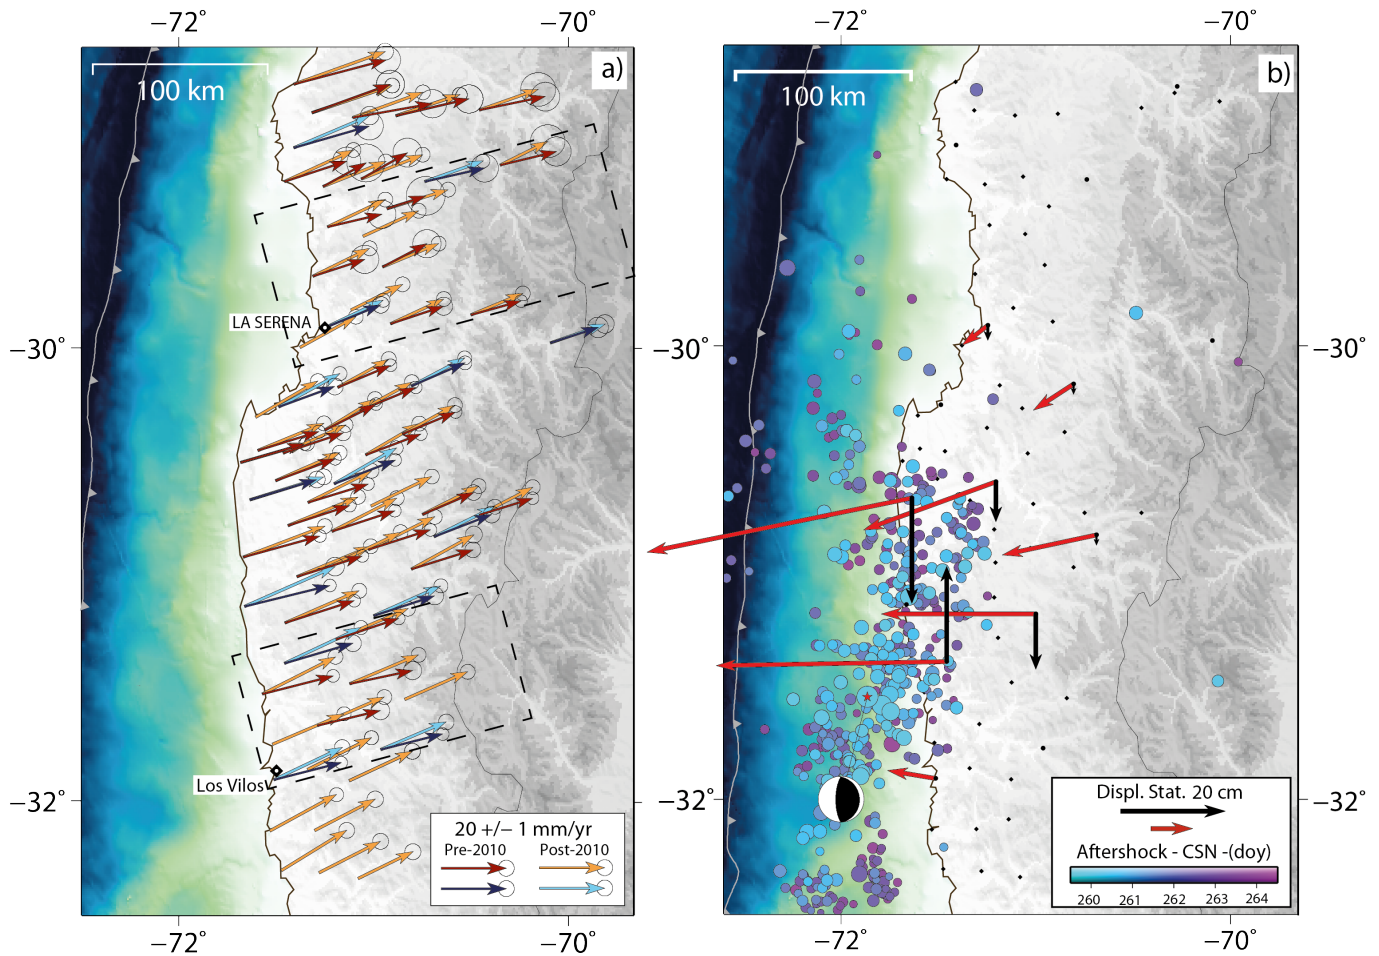 −72° −70° −72° −70°
a) b)
100 km 100 km
LA SERENA
−30° −30° −30°
Los Vilos
−32° −32° −32°
20 +/− 1 mm/yr
Pre-2010 Post-2010
Displ. Stat. 20 cm
Aftershock - CSN -(doy)
260 261 262 263 264
−72° −70° −72° −70°